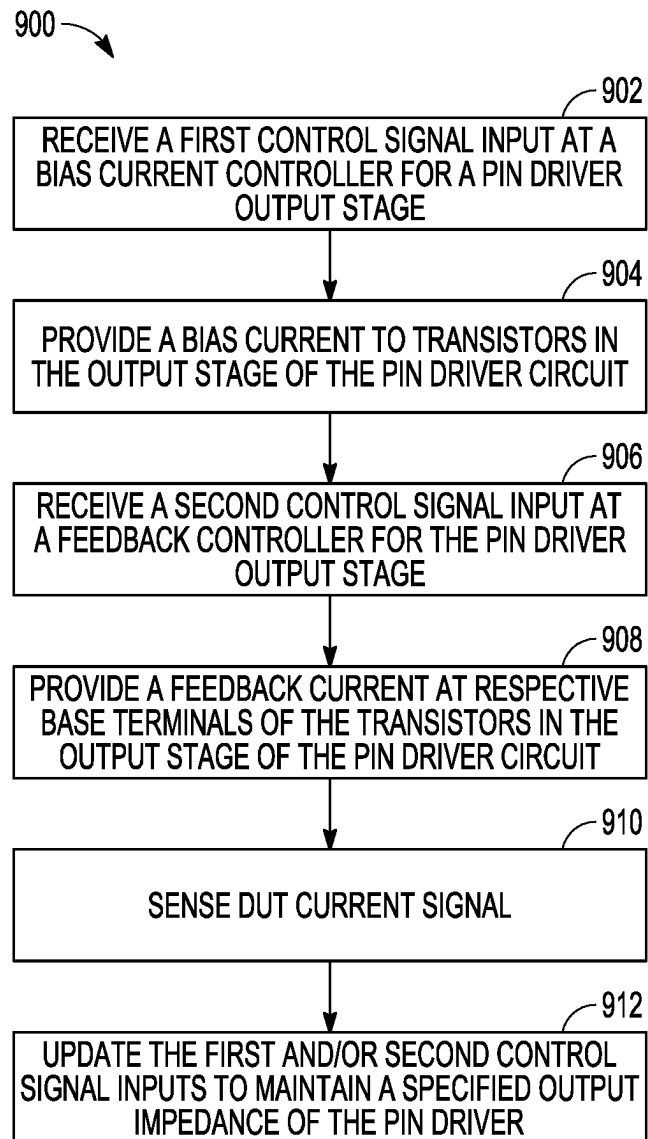 900
902
RECEIVE A FIRST CONTROL SIGNAL INPUT AT A
BIAS CURRENT CONTROLLER FOR A PIN DRIVER
OUTPUT STAGE
904
PROVIDE A BIAS CURRENT TO TRANSISTORS IN
THE OUTPUT STAGE OF THE PIN DRIVER CIRCUIT
906
RECEIVE A SECOND CONTROL SIGNAL INPUT AT
A FEEDBACK CONTROLLER FOR THE PIN DRIVER
OUTPUT STAGE
908
PROVIDE A FEEDBACK CURRENT AT RESPECTIVE
BASE TERMINALS OF THE TRANSISTORS IN THE
OUTPUT STAGE OF THE PIN DRIVER CIRCUIT
910
SENSE DUT CURRENT SIGNAL
912
UPDATE THE FIRST AND/OR SECOND CONTROL
SIGNAL INPUTS TO MAINTAIN A SPECIFIED OUTPUT
IMPEDANCE OF THE PIN DRIVER